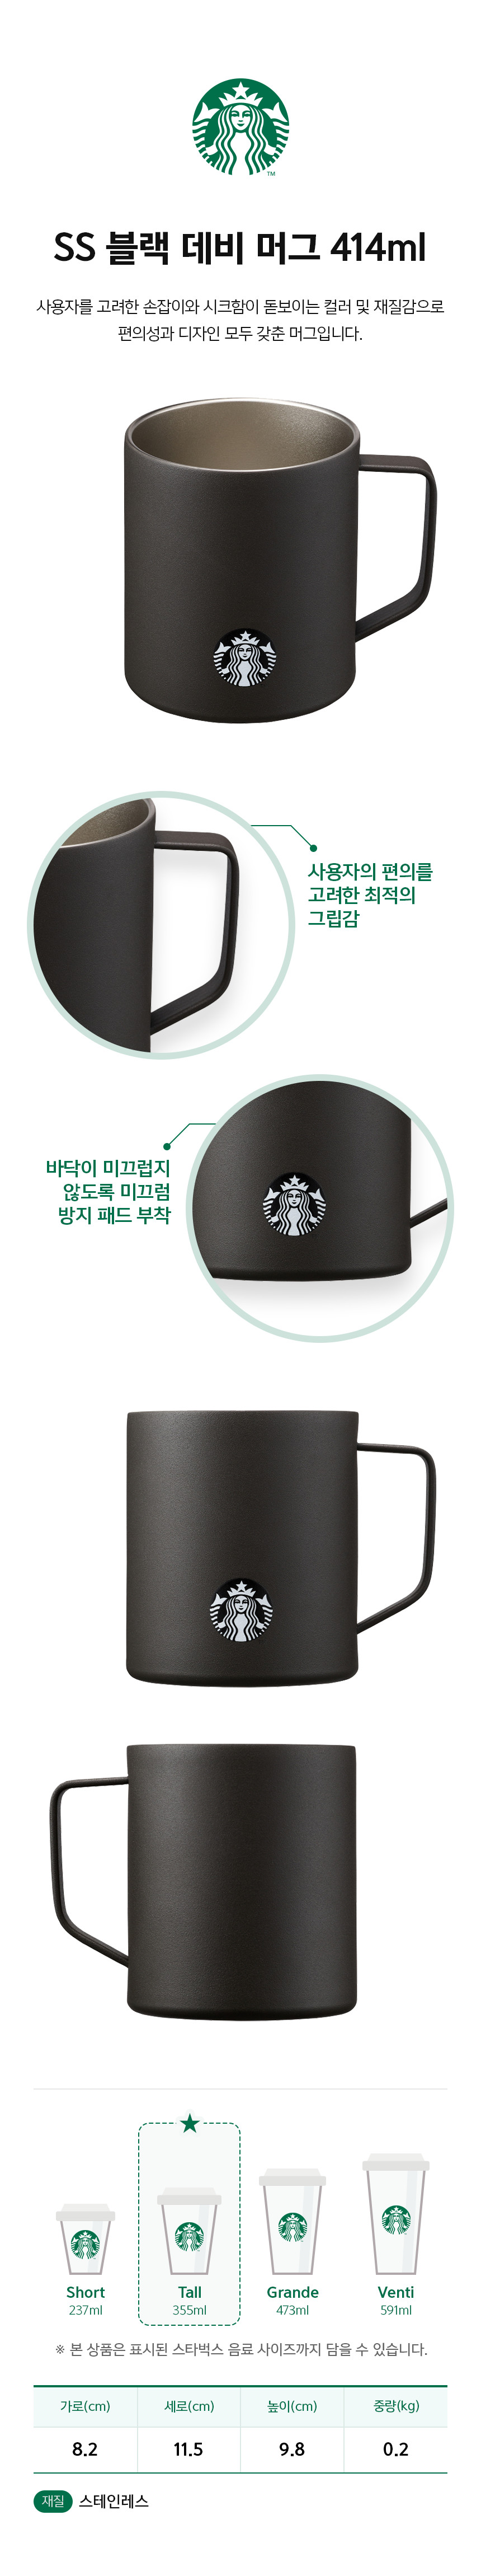 TM
SS 블랙 데비 머그 414ml
사용자를 고려한 손잡이와 시크함이 돋보이는 컬러 및 재질감으로
편의성과 디자인 모두 갖춘 머그입니다.
사용자의 편의를
고려한 최적의
그립감
바닥이 미끄럽지
않도록 미끄럼
방지 패드 부착
Short Tall Grande Venti
237ml 355ml 473ml 591ml
※ 본 상품은 표시된 스타벅스 음료 사이즈까지 담을 수 있습니다.
가로(cm) 세로(cm) 높이(cm) 중량(kg)
8.2 11.5 9.8 0.2
재질 스테인레스